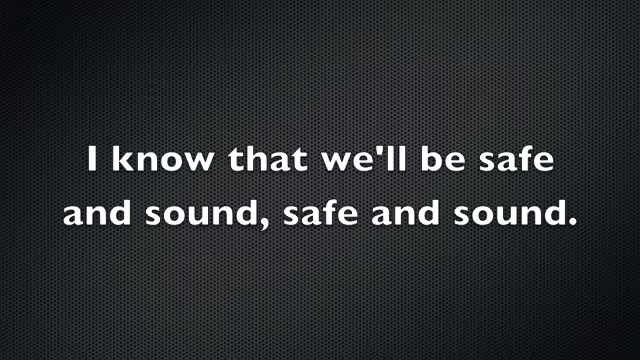 I know that we'll be safe
and sound, safe and sound.